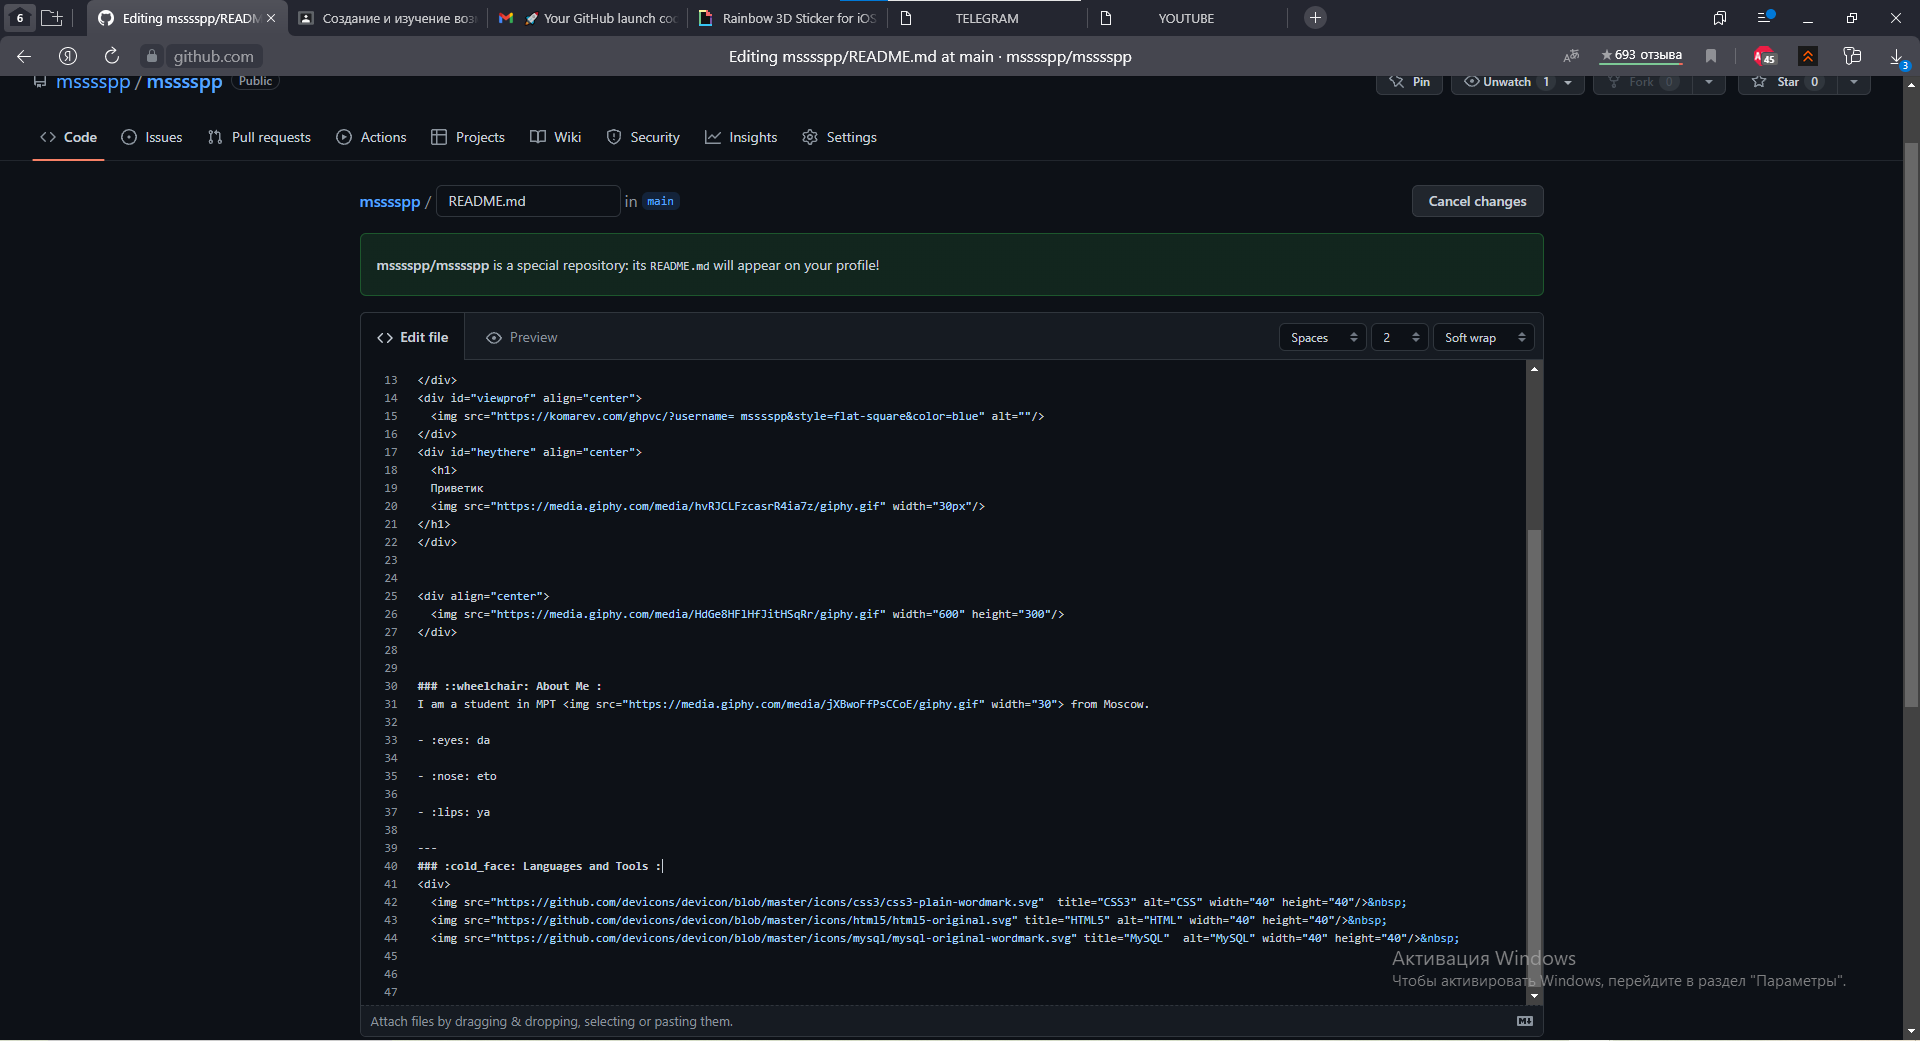 6
Editing msssspp/READM
Создание и изучение воз
🚀 Your GitHub launch coc
Rainbow 3D Sticker for iOS
TELEGRAM
YOUTUBE
github.com
Editing msssspp/README.md at main · msssspp/msssspp
★693 отзыва
45
3
msssspp / msssspp Public
Pin
Unwatch 1
Fork 0
Star 0
Code
Issues
Pull requests
Actions
Projects
Wiki
Security
Insights
Settings
msssspp / README.md in main
Cancel changes
msssspp/msssspp is a special repository: its README.md will appear on your profile!
<> Edit file
Preview
Spaces
2
Soft wrap
13 </div>
14 <div id="viewprof" align="center">
15 <img src="https://komarev.com/ghpvc/?username= msssspp&style=flat-square&color=blue" alt=""/>
16 </div>
17 <div id="heythere" align="center">
18 <h1>
19 Приветик
20 <img src="https://media.giphy.com/media/hvRJCLFzcasrR4ia7z/giphy.gif" width="30px"/>
21 </h1>
22 </div>
23
24
25 <div align="center">
26 <img src="https://media.giphy.com/media/HdGe8HFlHfJitHSqRr/giphy.gif" width="600" height="300"/>
27 </div>
28
29
30 ### ::wheelchair: About Me :
31 I am a student in MPT <img src="https://media.giphy.com/media/jXBwoFfPsCCoE/giphy.gif" width="30"> from Moscow.
32
33 - :eyes: da
34
35 - :nose: eto
36
37 - :lips: ya
38
39 ---
40 ### :cold_face: Languages and Tools :
41 <div>
42 <img src="https://github.com/devicons/devicon/blob/master/icons/css3/css3-plain-wordmark.svg"  title="CSS3" alt="CSS" width="40" height="40"/>&nbsp;
43 <img src="https://github.com/devicons/devicon/blob/master/icons/html5/html5-original.svg" title="HTML5" alt="HTML" width="40" height="40"/>&nbsp;
44 <img src="https://github.com/devicons/devicon/blob/master/icons/mysql/mysql-original-wordmark.svg" title="MySQL"  alt="MySQL" width="40" height="40"/>&nbsp;
45
46
47
Активация Windows
Чтобы активировать Windows, перейдите в раздел "Параметры".
Attach files by dragging & dropping, selecting or pasting them.